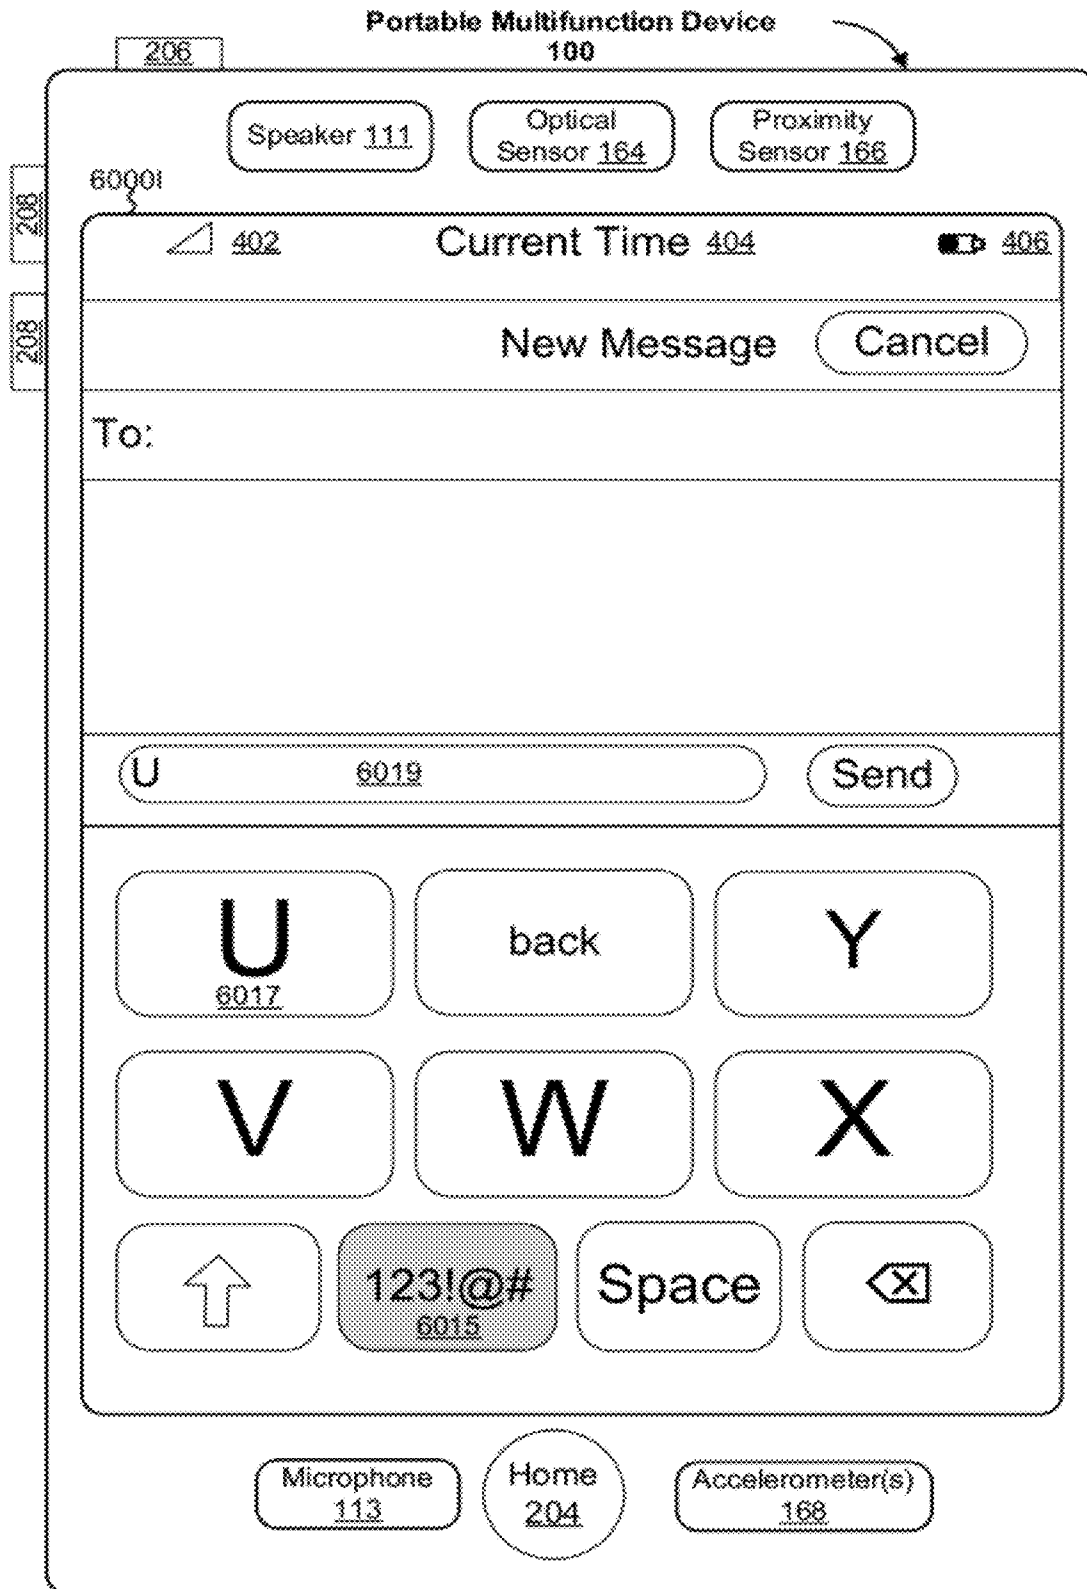 Portable Multifunction Device
100
206
Speaker 111
Optical
Sensor 164
Proximity
Sensor 166
208
6000I
402 Current Time 404 406
208
New Message Cancel
To:
U 6019 Send
U
6017
back
Y
V W X
123!@#
6015
Space
X
Microphone
113
Home
204
Accelerometer(s)
168